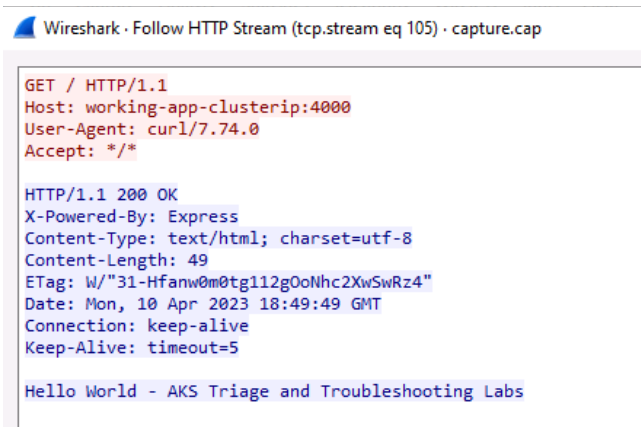 Wireshark · Follow HTTP Stream (tcp.stream eq 105) · capture.cap
GET / HTTP/1.1
Host: working-app-clusterip:4000
User-Agent: curl/7.74.0
Accept: */*
HTTP/1.1 200 OK
X-Powered-By: Express
Content-Type: text/html; charset=utf-8
Content-Length: 49
ETag: W/"31-Hfanw0m0tg112gOoNhc2XwSwRz4"
Date: Mon, 10 Apr 2023 18:49:49 GMT
Connection: keep-alive
Keep-Alive: timeout=5
Hello World - AKS Triage and Troubleshooting Labs